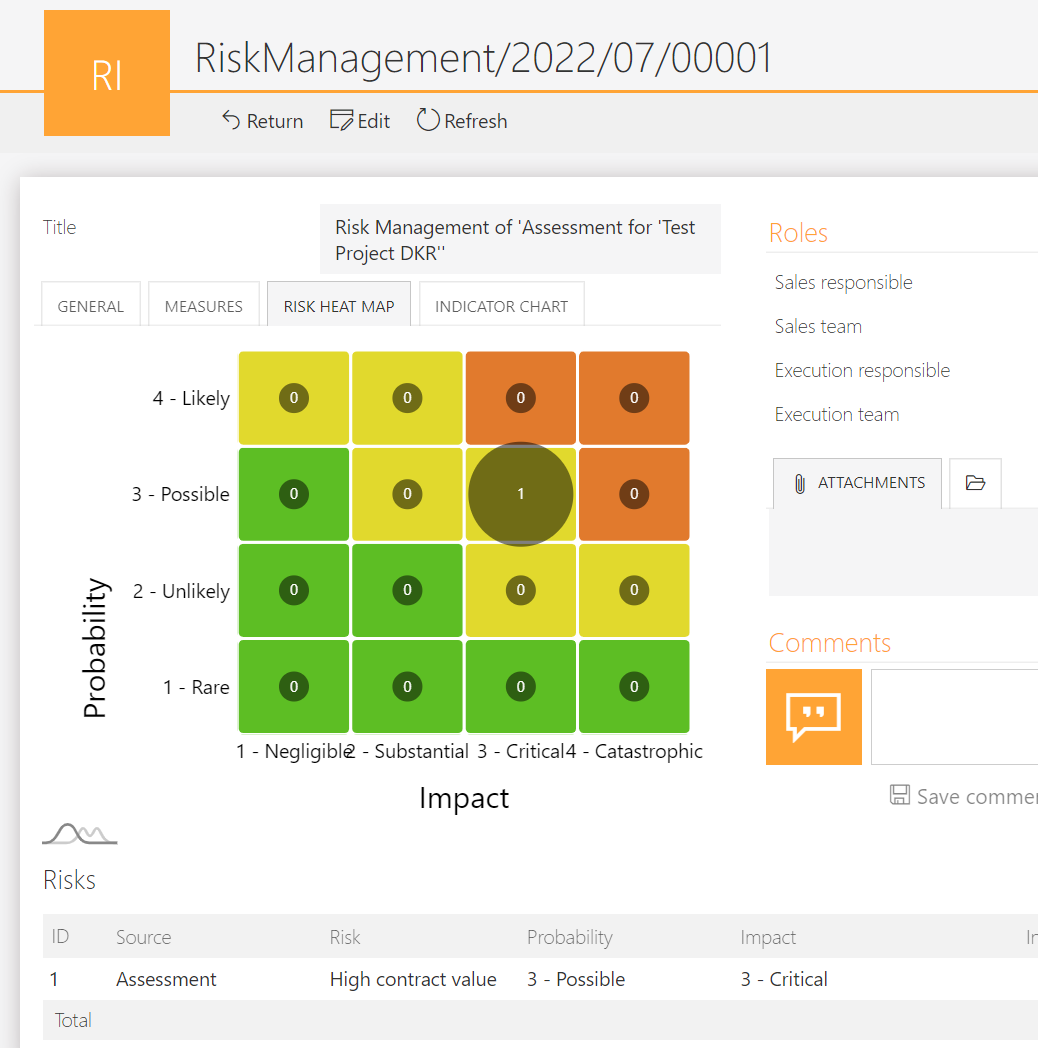 RI
RiskManagement/2022/07/00001
Return Edit Refresh
Title
Risk Management of 'Assessment for 'Test
Project DKR''
GENERAL MEASURES RISK HEAT MAP INDICATOR CHART
4 - Likely 0 0 0 0
3 - Possible 0 0 1 0
2 - Unlikely 0 0 0 0
1 - Rare 0 0 0 0
Probability
1 - Negligible 2 - Substantial 3 - Critical 4 - Catastrophic
Impact
Roles
Sales responsible
Sales team
Execution responsible
Execution team
ATTACHMENTS
Comments
Save commen
Risks
ID Source Risk Probability Impact
1 Assessment High contract value 3 - Possible 3 - Critical
Total